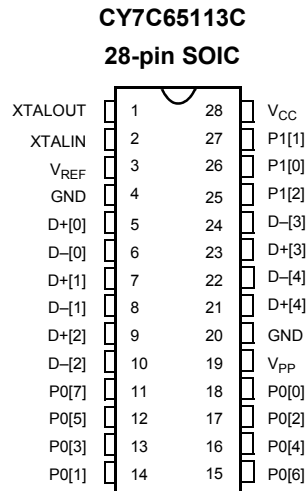 CY7C65113C
28-pin SOIC
XTALOUT 1 28 VCC
XTALIN 2 27 P1[1]
VREF 3 26 P1[0]
GND 4 25 P1[2]
D+[0] 5 24 D–[3]
D–[0] 6 23 D+[3]
D+[1] 7 22 D–[4]
D–[1] 8 21 D+[4]
D+[2] 9 20 GND
D–[2] 10 19 VPP
P0[7] 11 18 P0[0]
P0[5] 12 17 P0[2]
P0[3] 13 16 P0[4]
P0[1] 14 15 P0[6]